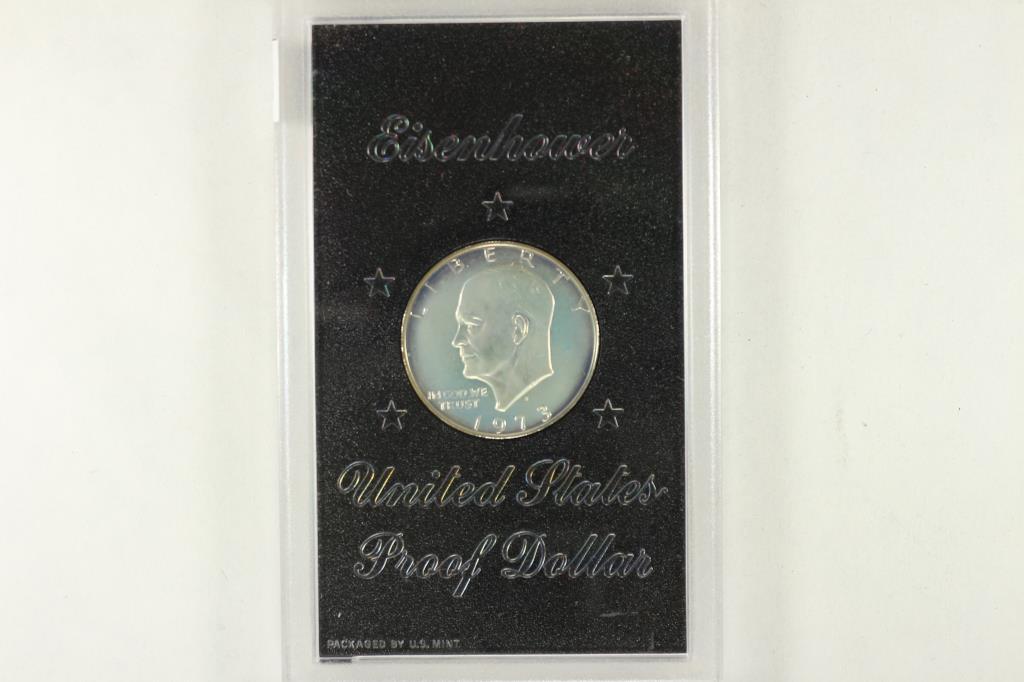 Eisenhower
LIBERTY
IN GOD WE
TRUST
1973
United States
Proof Dollar
PACKAGED BY U.S. MINT